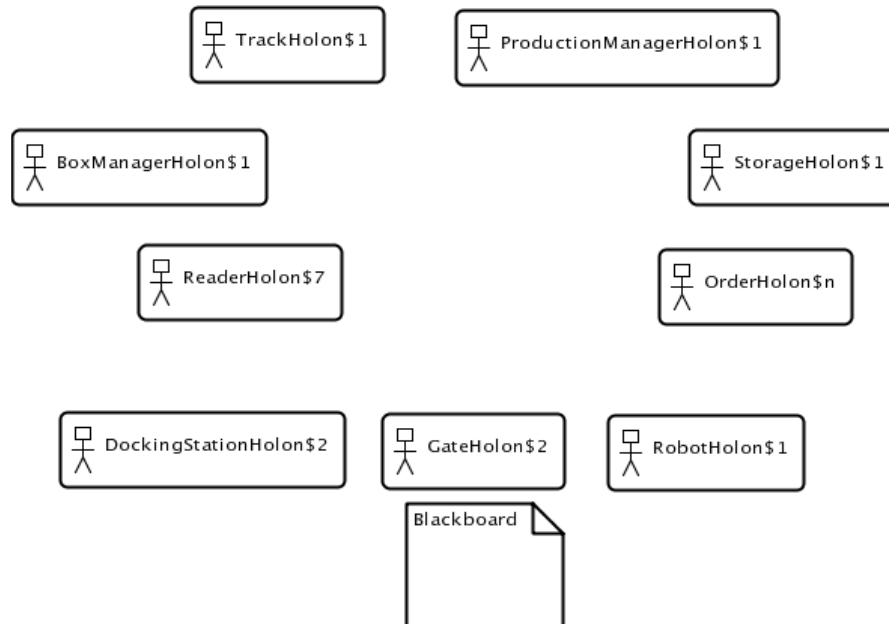 TrackHolon$1
ProductionManagerHolon$1
BoxManagerHolon$1
StorageHolon$1
ReaderHolon$7
OrderHolon$n
DockingStationHolon$2
GateHolon$2
RobotHolon$1
Blackboard